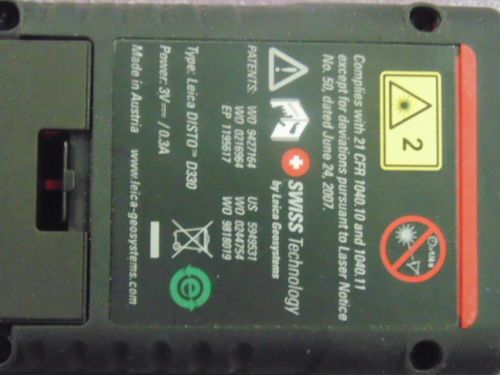 2
Complies with 21 CFR 1040.10 and 1040.11
except for deviations pursuant to Laser Notice
No. 50, dated June 24, 2007.
SWISS Technology
by Leica Geosystems
PATENTS: WO 9427164 US 5949531
WO 0216964 WO 0244754
EP 1195617 WO 9818019
Type: Leica DISTO™ D330
Power: 3V⎓ / 0.3A
Made in Austria www.leica-geosystems.com